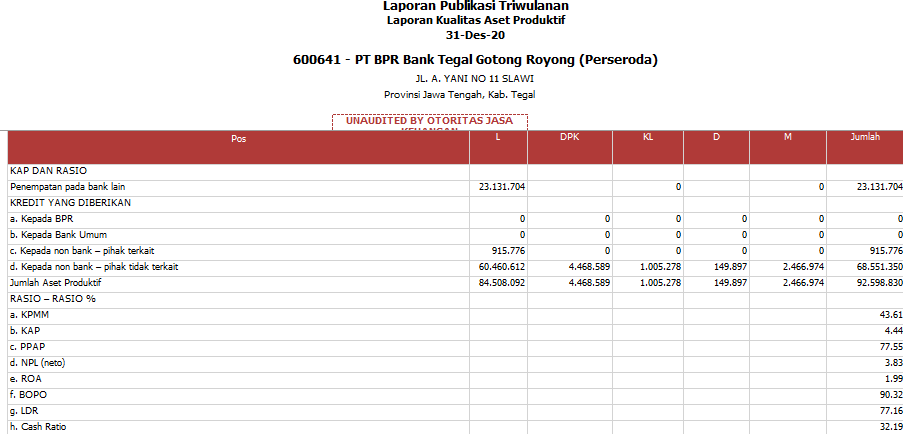 Laporan Publikasi Triwulanan
Laporan Kualitas Aset Produktif
31-Des-20
600641 - PT BPR Bank Tegal Gotong Royong (Perseroda)
JL. A. YANI NO 11 SLAWI
Provinsi Jawa Tengah, Kab. Tegal
UNAUDITED BY OTORITAS JASA
KEUANGAN
Pos L DPK KL D M Jumlah
KAP DAN RASIO
Penempatan pada bank lain 23.131.704 0 0 23.131.704
KREDIT YANG DIBERIKAN
a. Kepada BPR 0 0 0 0 0 0
b. Kepada Bank Umum 0 0 0 0 0 0
c. Kepada non bank – pihak terkait 915.776 0 0 0 0 915.776
d. Kepada non bank – pihak tidak terkait 60.460.612 4.468.589 1.005.278 149.897 2.466.974 68.551.350
Jumlah Aset Produktif 84.508.092 4.468.589 1.005.278 149.897 2.466.974 92.598.830
RASIO – RASIO %
a. KPMM 43.61
b. KAP 4.44
c. PPAP 77.55
d. NPL (neto) 3.83
e. ROA 1.99
f. BOPO 90.32
g. LDR 77.16
h. Cash Ratio 32.19